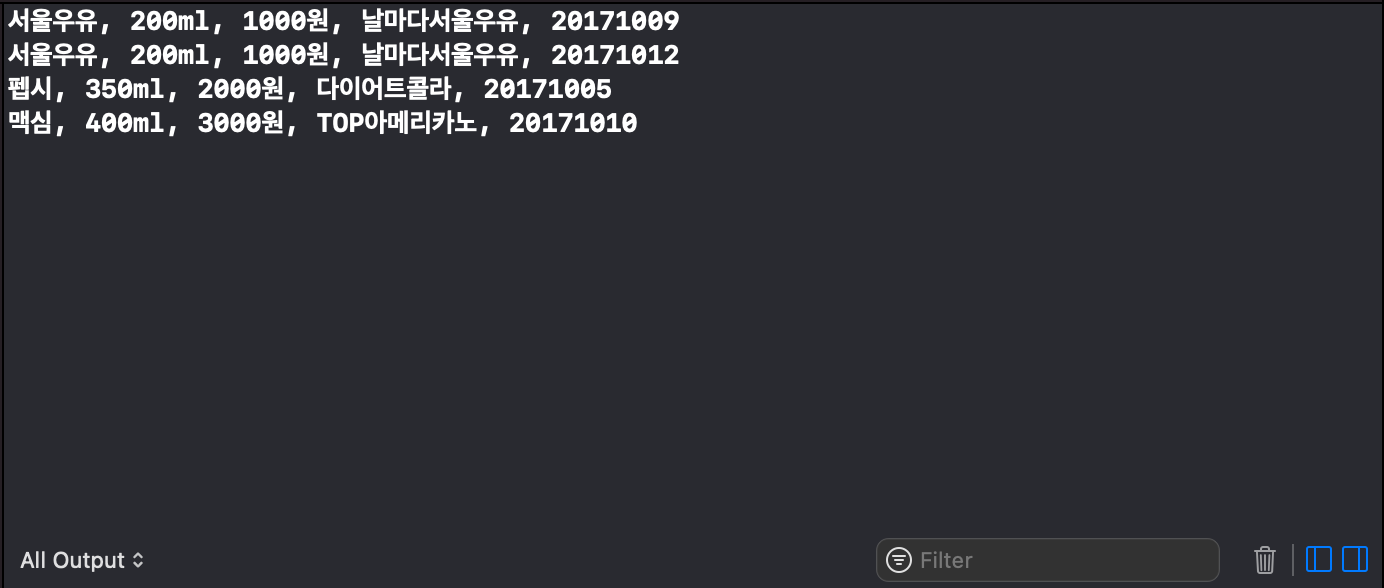 서울우유, 200ml, 1000원, 날마다서울우유, 20171009
서울우유, 200ml, 1000원, 날마다서울우유, 20171012
펩시, 350ml, 2000원, 다이어트콜라, 20171005
맥심, 400ml, 3000원, TOP아메리카노, 20171010
All Output
Filter